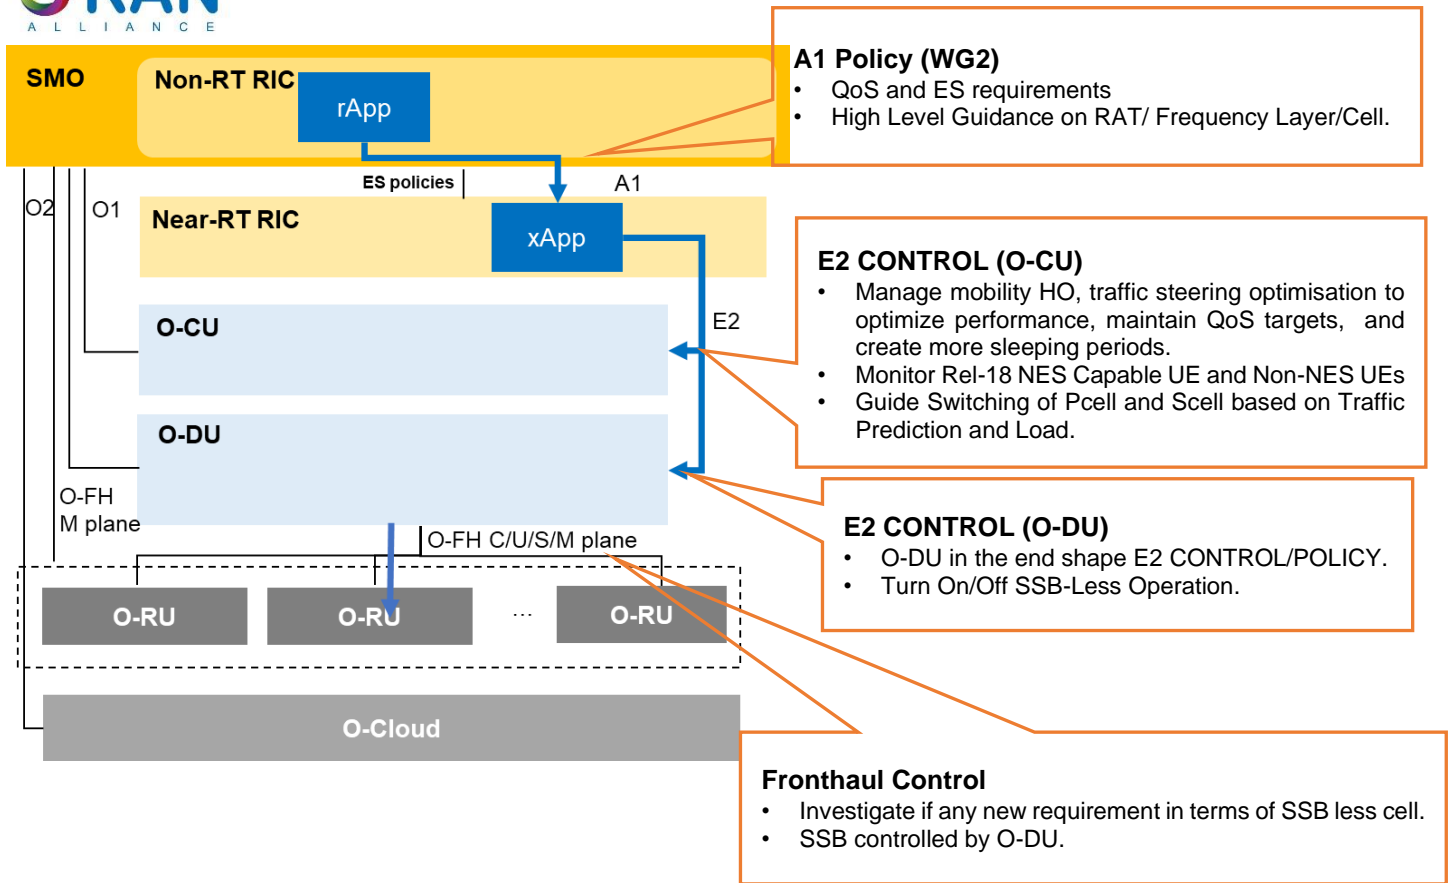 O-RAN
ALLIANCE
SMO
Non-RT RIC
rApp
ES policies
A1
O2
O1
Near-RT RIC
xApp
E2
O-CU
O-DU
O-FH
M plane
O-FH C/U/S/M plane
O-RU
O-RU
...
O-RU
O-Cloud
A1 Policy (WG2)
• QoS and ES requirements
• High Level Guidance on RAT/ Frequency Layer/Cell.
E2 CONTROL (O-CU)
• Manage mobility HO, traffic steering optimisation to
optimize performance, maintain QoS targets, and
create more sleeping periods.
• Monitor Rel-18 NES Capable UE and Non-NES UEs
• Guide Switching of Pcell and Scell based on Traffic
Prediction and Load.
E2 CONTROL (O-DU)
• O-DU in the end shape E2 CONTROL/POLICY.
• Turn On/Off SSB-Less Operation.
Fronthaul Control
• Investigate if any new requirement in terms of SSB less cell.
• SSB controlled by O-DU.